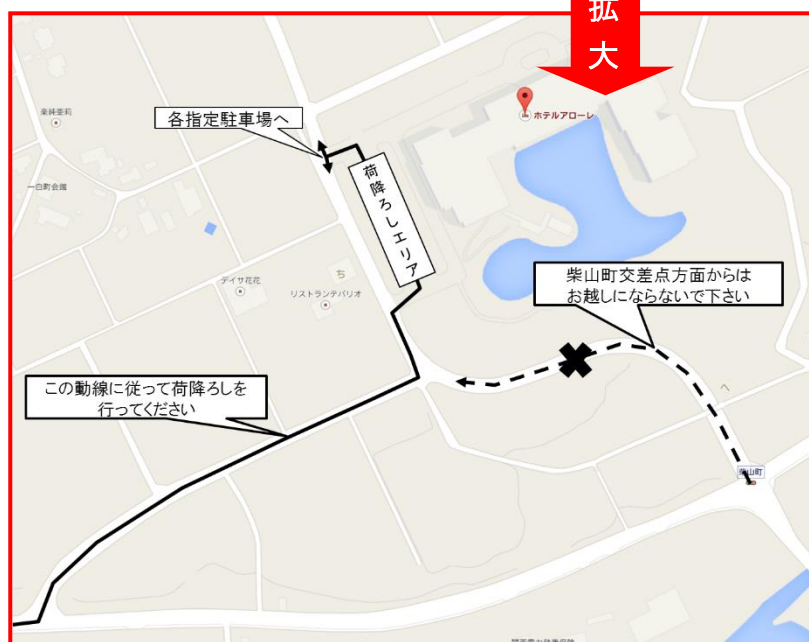 拡
大
楽純亜莉
各指定駐車場へ
ホテルアローレ
荷降ろしエリア
一白町会館
ち
デイサ花花
リストランテバリオ
柴山町交差点方面からは
お越しにならないで下さい
この動線に従って荷降ろしを
行ってください
へ
柴山町